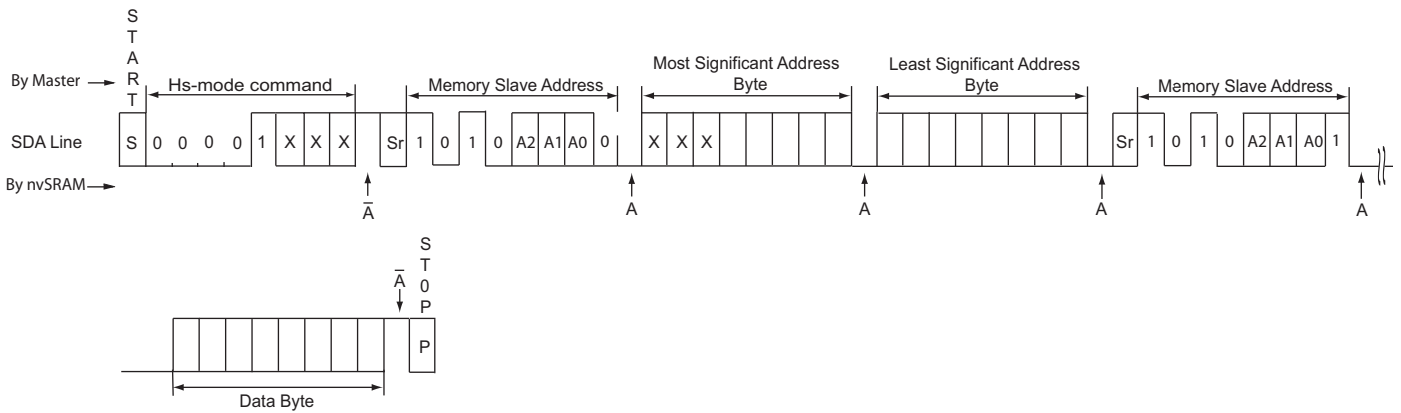 START
By Master
Hs-mode command
Memory Slave Address
Most Significant Address
Byte
Least Significant Address
Byte
Memory Slave Address
SDA Line
S 0 0 0 0 1 X X X Sr 1 0 1 0 A2 A1 A0 0 X X X Sr 1 0 1 0 A2 A1 A0 1
By nvSRAM
A̅ A A A A
A̅
ST0P
P
Data Byte